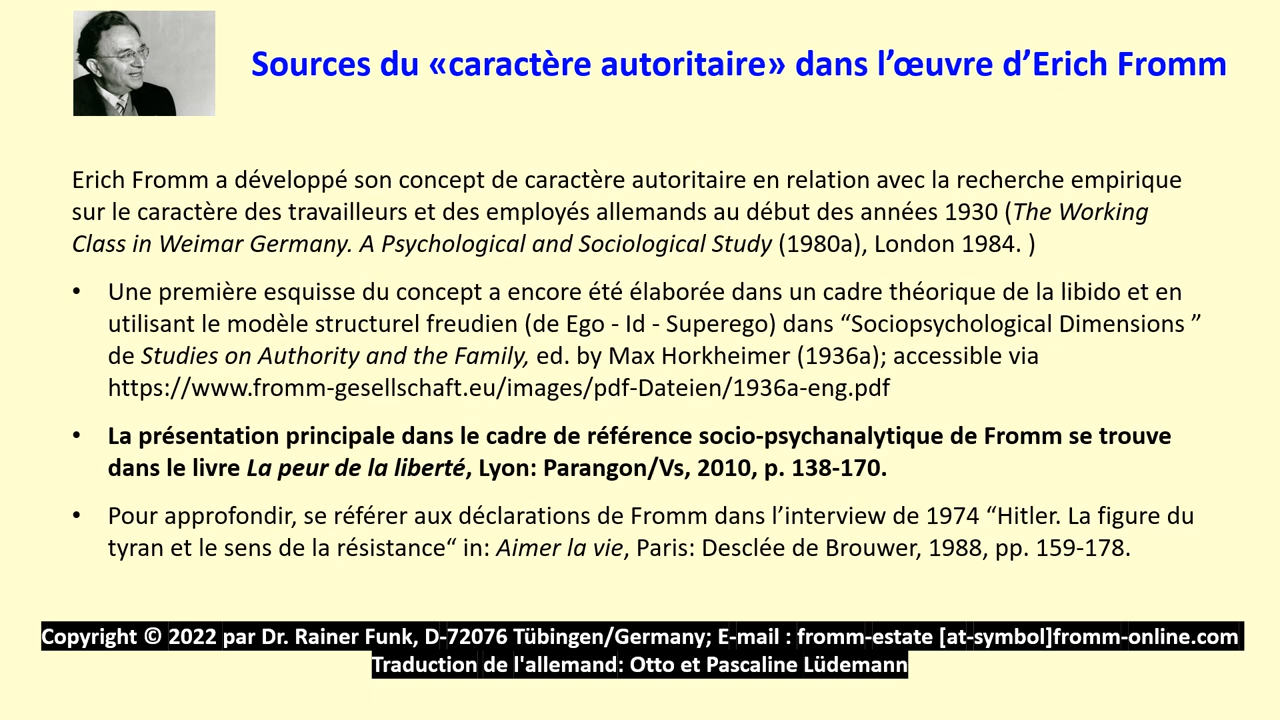 Sources du «caractère autoritaire» dans l’œuvre d’Erich Fromm
Erich Fromm a développé son concept de caractère autoritaire en relation avec la recherche empirique
sur le caractère des travailleurs et des employés allemands au début des années 1930 (The Working
Class in Weimar Germany. A Psychological and Sociological Study (1980a), London 1984. )
• Une première esquisse du concept a encore été élaborée dans un cadre théorique de la libido et en
utilisant le modèle structurel freudien (de Ego - Id - Superego) dans “Sociopsychological Dimensions ”
de Studies on Authority and the Family, ed. by Max Horkheimer (1936a); accessible via
https://www.fromm-gesellschaft.eu/images/pdf-Dateien/1936a-eng.pdf
• La présentation principale dans le cadre de référence socio-psychanalytique de Fromm se trouve
dans le livre La peur de la liberté, Lyon: Parangon/Vs, 2010, p. 138-170.
• Pour approfondir, se référer aux déclarations de Fromm dans l’interview de 1974 “Hitler. La figure du
tyran et le sens de la résistance“ in: Aimer la vie, Paris: Desclée de Brouwer, 1988, pp. 159-178.
Copyright © 2022 par Dr. Rainer Funk, D-72076 Tübingen/Germany; E-mail : fromm-estate [at-symbol]fromm-online.com
Traduction de l'allemand: Otto et Pascaline Lüdemann